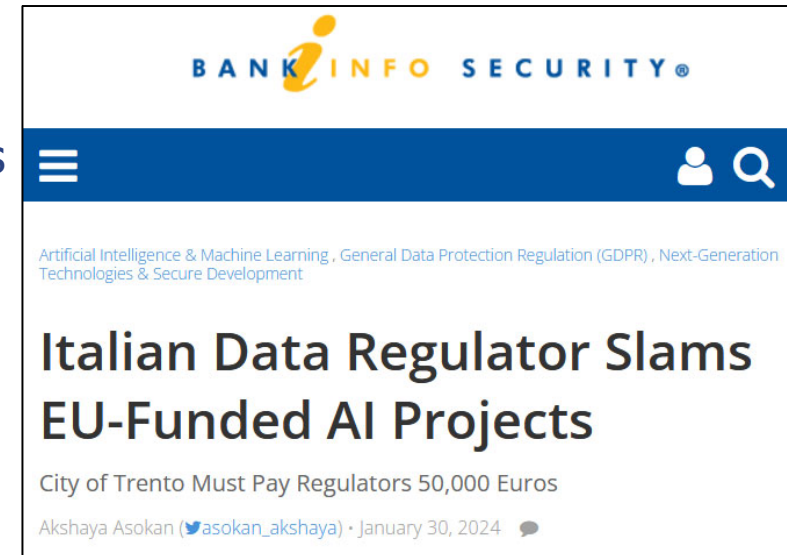 BANK INFO SECURITY®
s
Artificial Intelligence & Machine Learning , General Data Protection Regulation (GDPR) , Next-Generation
Technologies & Secure Development
Italian Data Regulator Slams
EU-Funded AI Projects
City of Trento Must Pay Regulators 50,000 Euros
Akshaya Asokan (asokan_akshaya) • January 30, 2024